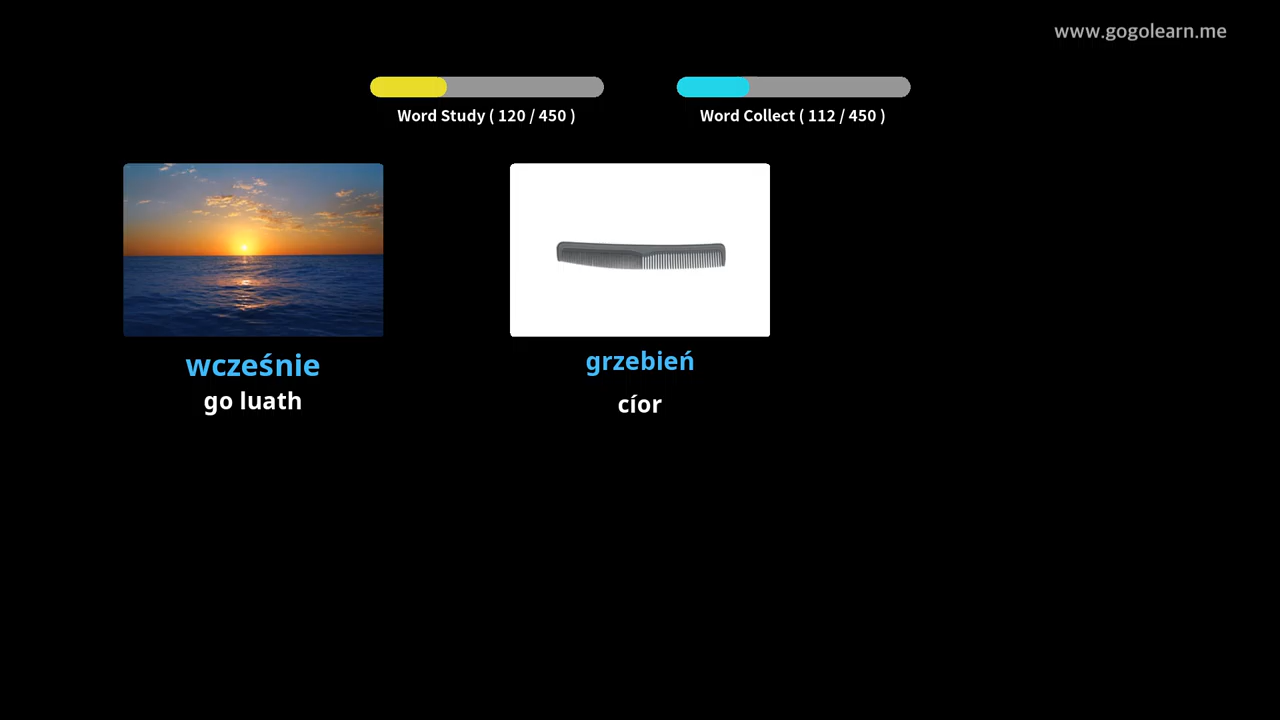 www.gogolearn.me
Word Study ( 120 / 450 )
Word Collect ( 112 / 450 )
wcześnie
go luath
grzebień
cíor